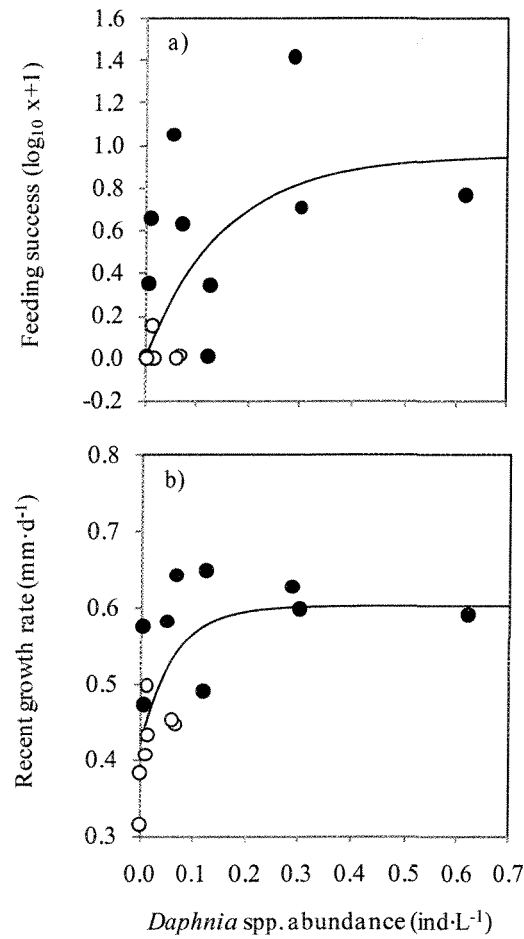 1.6
a)
1.4
1.2
1.0
0.8
0.6
0.4
0.2
0.0
-0.2
Feeding success (log₁₀ x+1)
0.8
b)
0.7
0.6
0.5
0.4
0.3
Recent growth rate (mm·d⁻¹)
0.0 0.1 0.2 0.3 0.4 0.5 0.6 0.7
Daphnia spp. abundance (ind·L⁻¹)